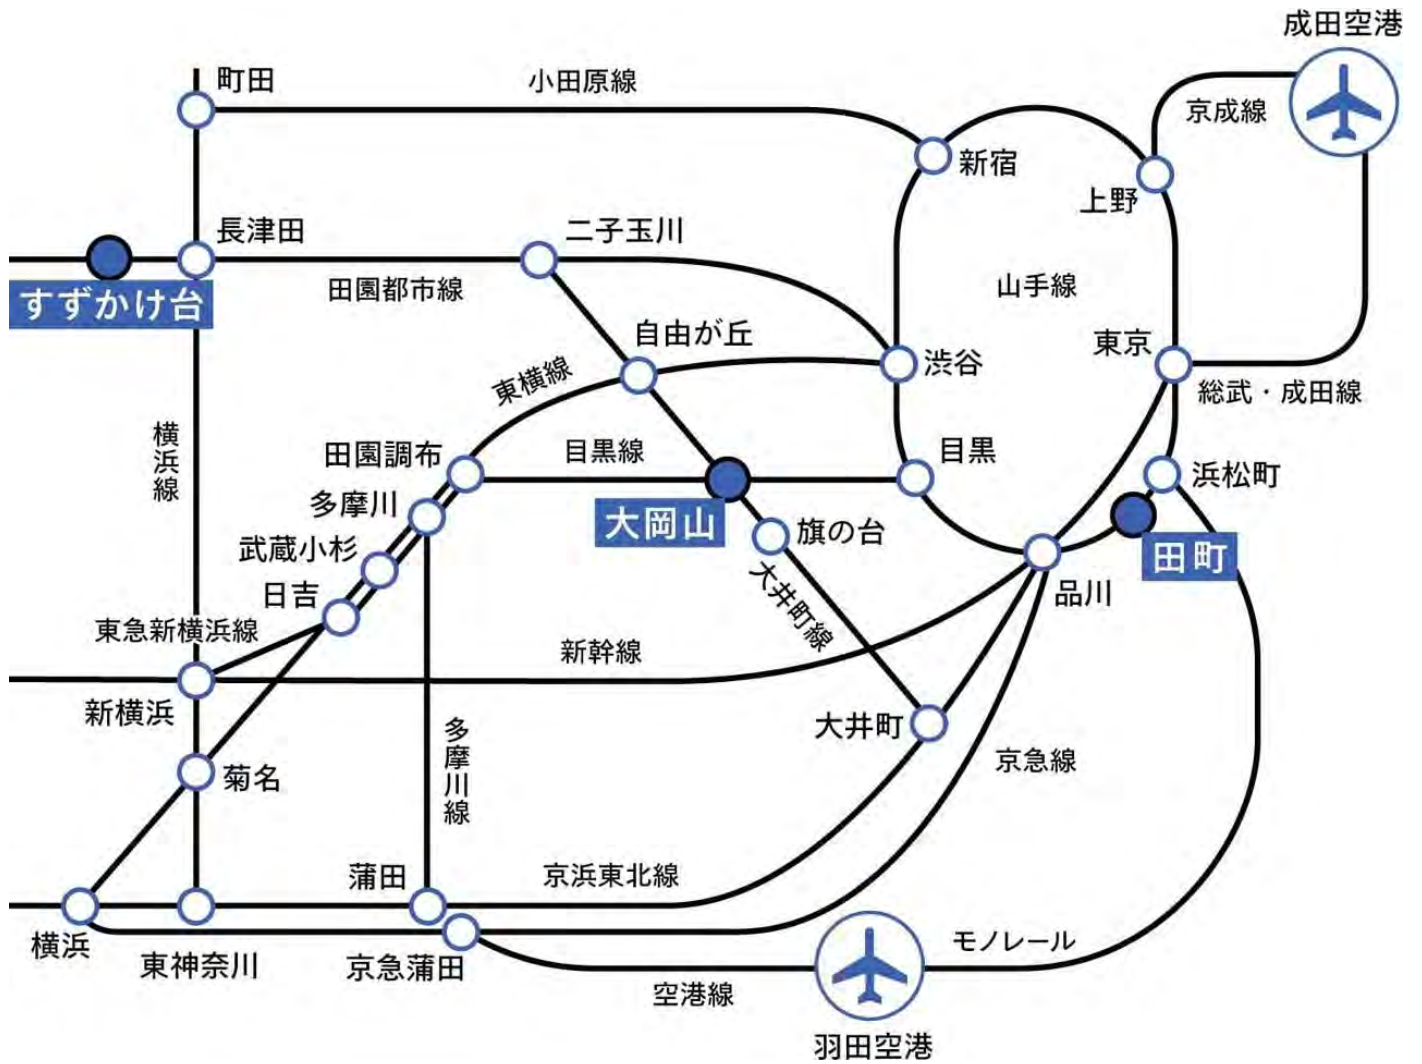 成田空港
町田
小田原線
京成線
新宿
上野
長津田
二子玉川
すずかけ台
田園都市線
山手線
自由が丘
東京
渋谷
東横線
総武・成田線
横浜線
田園調布
目黒線
目黒
浜松町
多摩川
大岡山
旗の台
武蔵小杉
田町
日吉
大井町線
品川
東急新横浜線
新幹線
新横浜
大井町
多摩川線
京急線
菊名
蒲田
京浜東北線
横浜
東神奈川
京急蒲田
モノレール
空港線
羽田空港